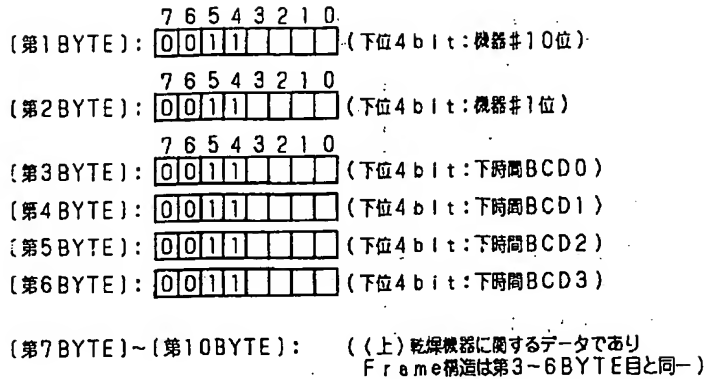 7 6 5 4 3 2 1 0
(第1BYTE): 0 0 1 1 (下位4bit:機器#10位)
7 6 5 4 3 2 1 0
(第2BYTE): 0 0 1 1 (下位4bit:機器#1位)
7 6 5 4 3 2 1 0
(第3BYTE): 0 0 1 1 (下位4bit:下時間BCD0)
(第4BYTE): 0 0 1 1 (下位4bit:下時間BCD1)
(第5BYTE): 0 0 1 1 (下位4bit:下時間BCD2)
(第6BYTE): 0 0 1 1 (下位4bit:下時間BCD3)
(第7BYTE)~(第10BYTE): ((上)乾燥機器に関するデータであり
Frame構造は第3~6BYTE目と同一)